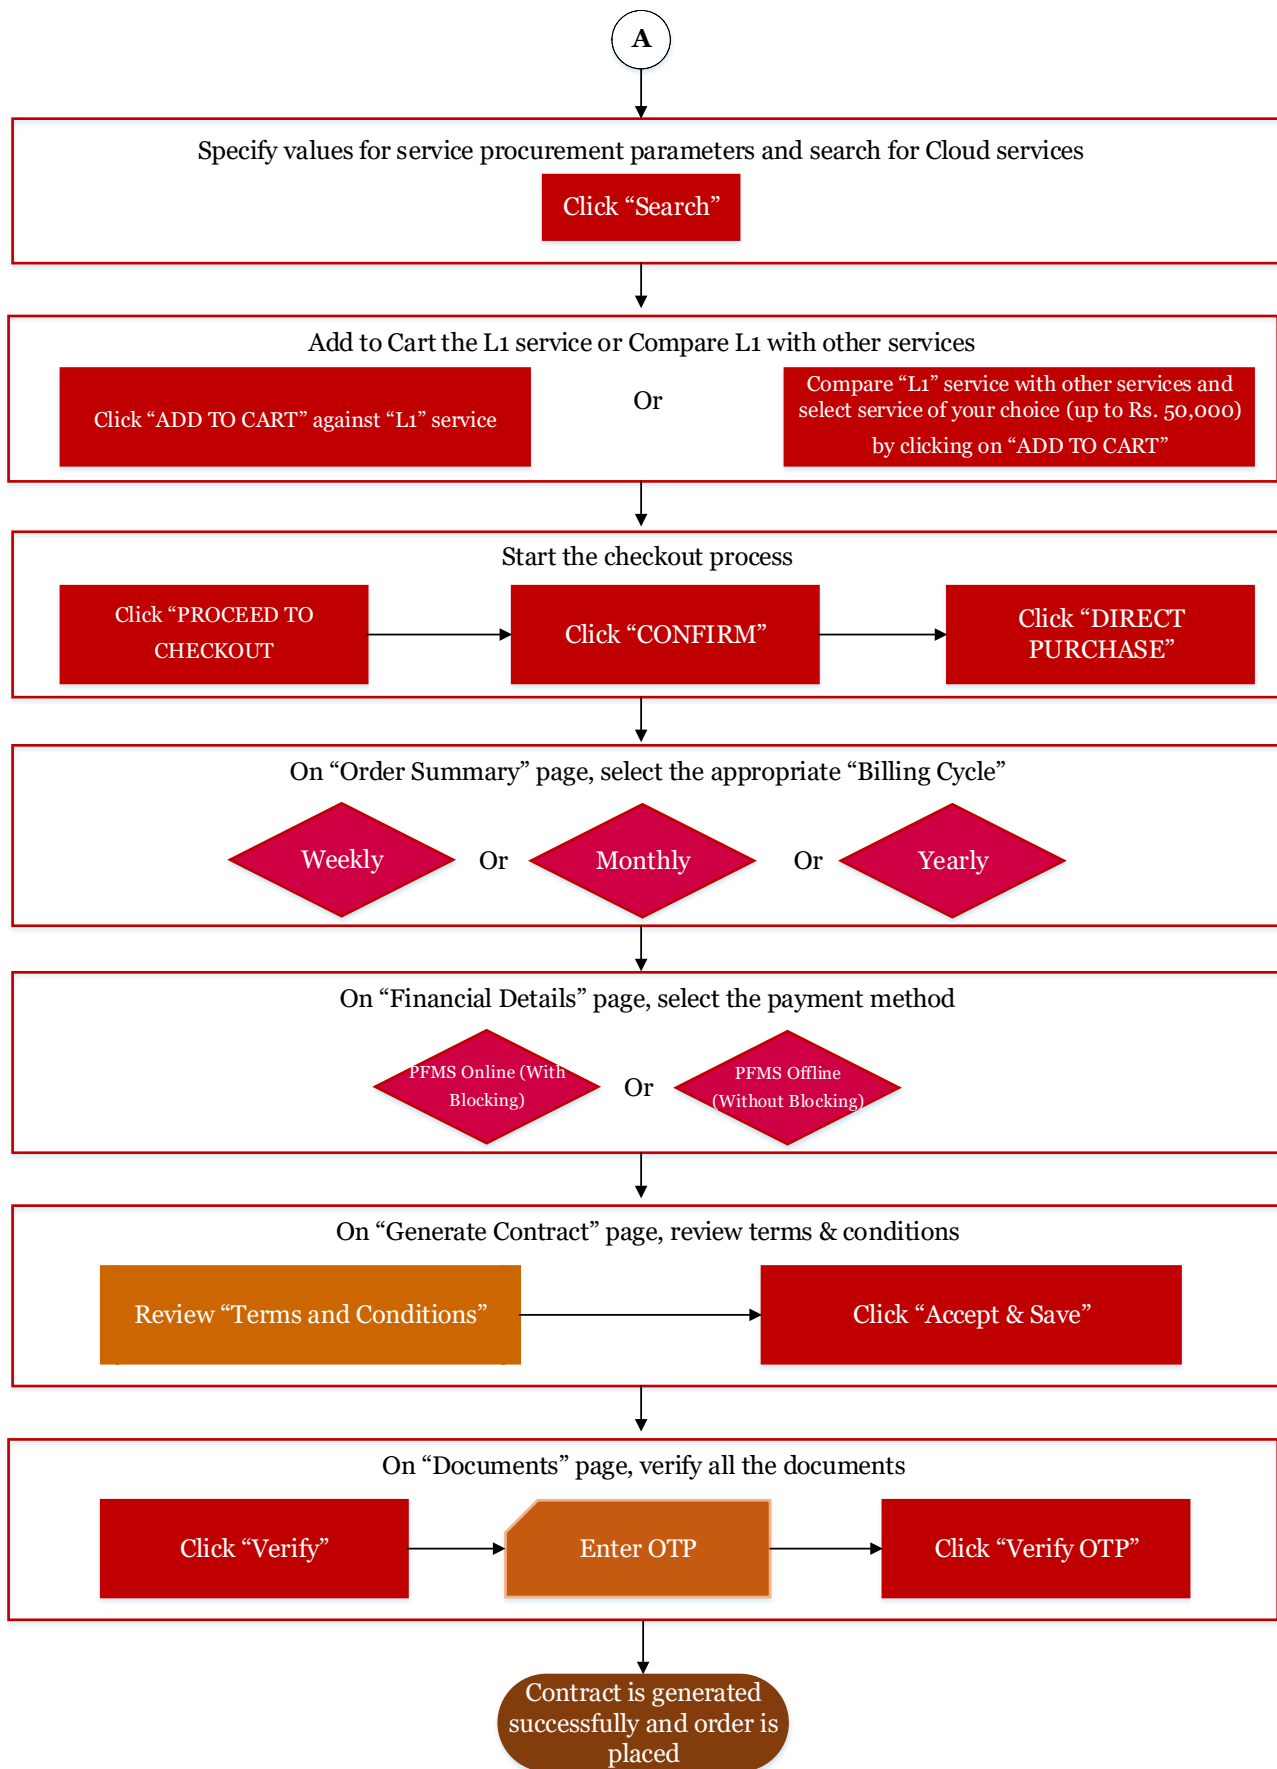 A
Specify values for service procurement parameters and search for Cloud services
Click “Search”
Add to Cart the L1 service or Compare L1 with other services
Click “ADD TO CART” against “L1” service
Or
Compare “L1” service with other services and
select service of your choice (up to Rs. 50,000)
by clicking on “ADD TO CART”
Start the checkout process
Click “PROCEED TO
CHECKOUT
Click “CONFIRM”
Click “DIRECT
PURCHASE”
On “Order Summary” page, select the appropriate “Billing Cycle”
Weekly
Or
Monthly
Or
Yearly
On “Financial Details” page, select the payment method
PFMS Online (With
Blocking)
Or
PFMS Offline
(Without Blocking)
On “Generate Contract” page, review terms & conditions
Review “Terms and Conditions”
Click “Accept & Save”
On “Documents” page, verify all the documents
Click “Verify”
Enter OTP
Click “Verify OTP”
Contract is generated
successfully and order is
placed